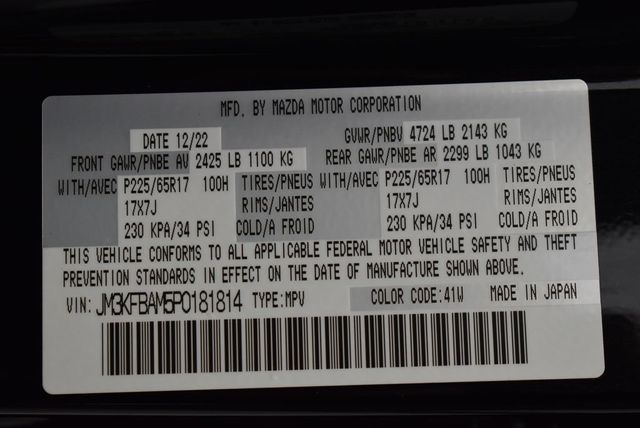 MFD. BY MAZDA MOTOR CORPORATION
DATE 12/22 GVWR/PNBV 4724 LB 2143 KG
FRONT GAWR/PNBE AV 2425 LB 1100 KG REAR GAWR/PNBE AR 2299 LB 1043 KG
WITH/AVEC P225/65R17 100H TIRES/PNEUS WITH/AVEC P225/65R17 100H TIRES/PNEUS
17X7J RIMS/JANTES 17X7J RIMS/JANTES
230 KPA/34 PSI COLD/A FROID 230 KPA/34 PSI COLD/A FROID
THIS VEHICLE CONFORMS TO ALL APPLICABLE FEDERAL MOTOR VEHICLE SAFETY AND THEFT
PREVENTION STANDARDS IN EFFECT ON THE DATE OF MANUFACTURE SHOWN ABOVE.
VIN: JM3KFBAM5P0181814 TYPE:MPV COLOR CODE:41W MADE IN JAPAN